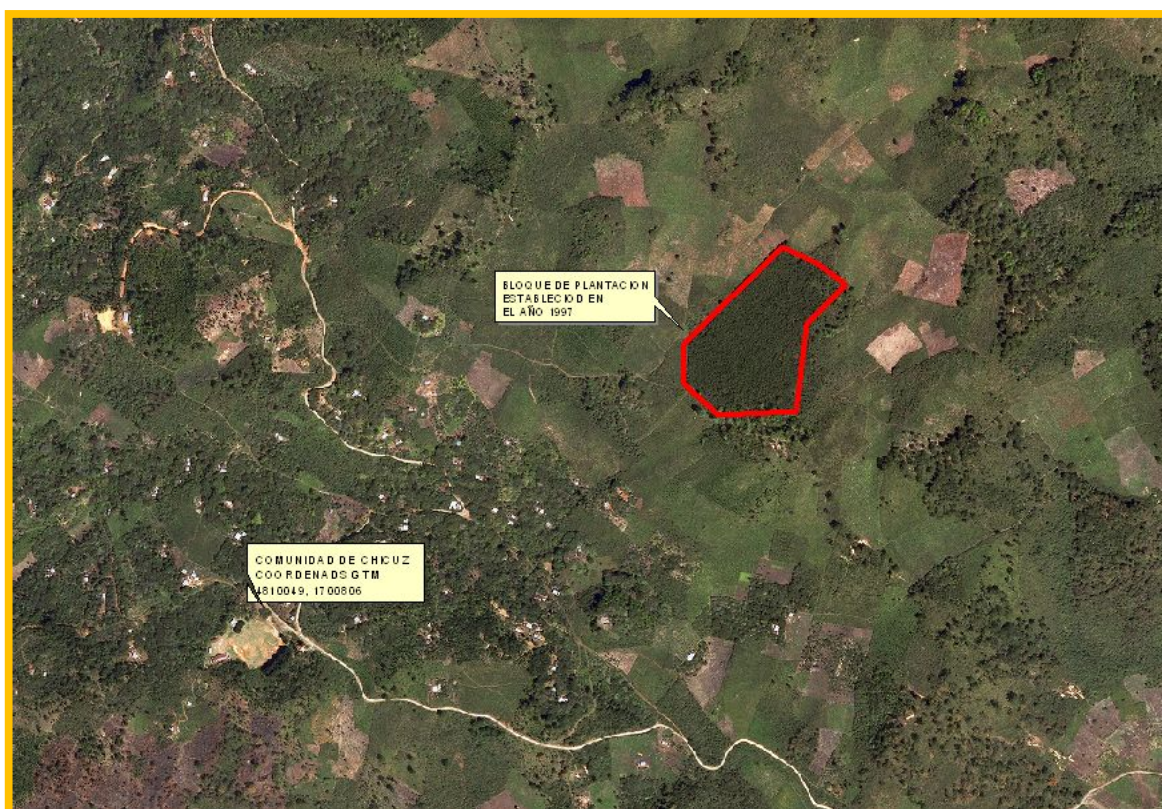 BLOQUE DE PLANTACION
ESTABLECIOD EN
EL AÑO 1997
COMUNIDAD DE CHICUZ
COORDENADS GTM
4810049, 1700806